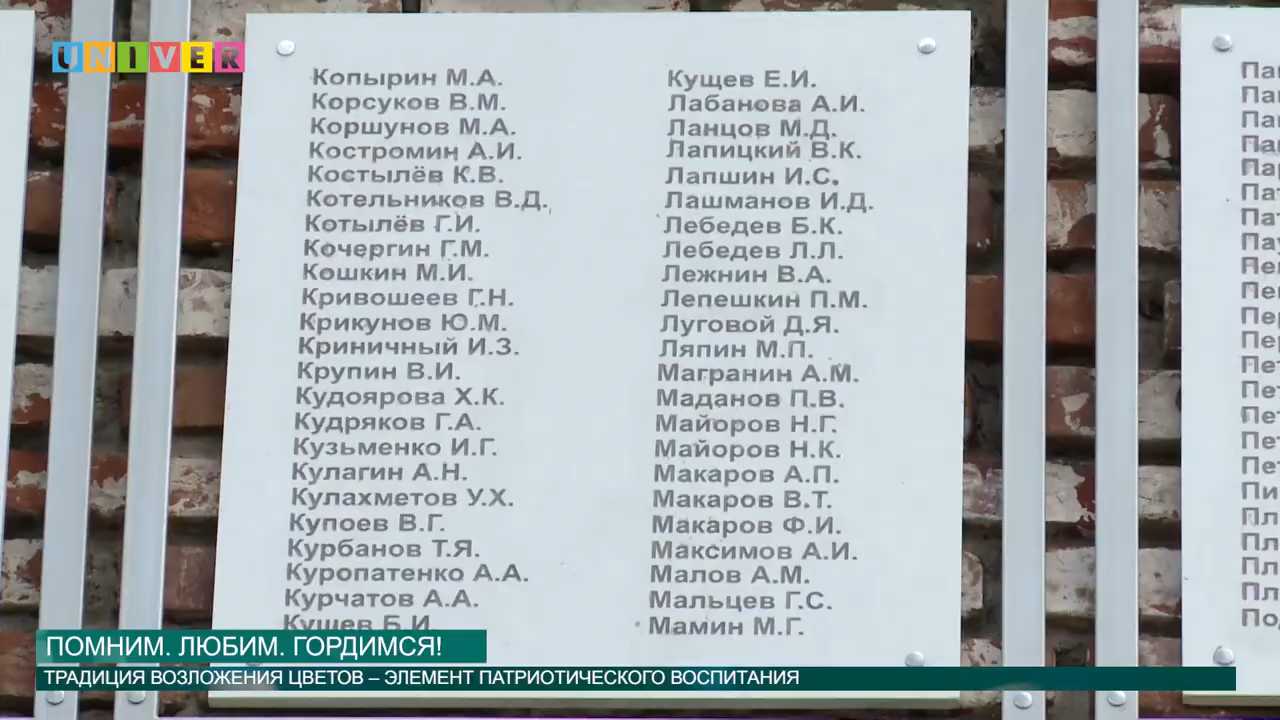 UNIVER
Копырин М.А.
Корсуков В.М.
Коршунов М.А.
Костромин А.И.
Костылёв К.В.
Котельников В.Д.
Котылёв Г.И.
Кочергин Г.М.
Кошкин М.И.
Кривошеев Г.Н.
Крикунов Ю.М.
Криничный И.З.
Крупин В.И.
Кудоярова Х.К.
Кудряков Г.А.
Кузьменко И.Г.
Кулагин А.Н.
Кулахметов У.Х.
Купоев В.Г.
Курбанов Т.Я.
Куропатенко А.А.
Курчатов А.А.
Кущев Б.И.
Кущев Е.И.
Лабанова А.И.
Ланцов М.Д.
Лапицкий В.К.
Лапшин И.С.
Лашманов И.Д.
Лебедев Б.К.
Лебедев Л.Л.
Лежнин В.А.
Лепешкин П.М.
Луговой Д.Я.
Ляпин М.П.
Магранин А.М.
Маданов П.В.
Майоров Н.Г.
Майоров Н.К.
Макаров А.П.
Макаров В.Т.
Макаров Ф.И.
Максимов А.И.
Малов А.М.
Мальцев Г.С.
Мамин М.Г.
ПОМНИМ. ЛЮБИМ. ГОРДИМСЯ!
ТРАДИЦИЯ ВОЗЛОЖЕНИЯ ЦВЕТОВ – ЭЛЕМЕНТ ПАТРИОТИЧЕСКОГО ВОСПИТАНИЯ